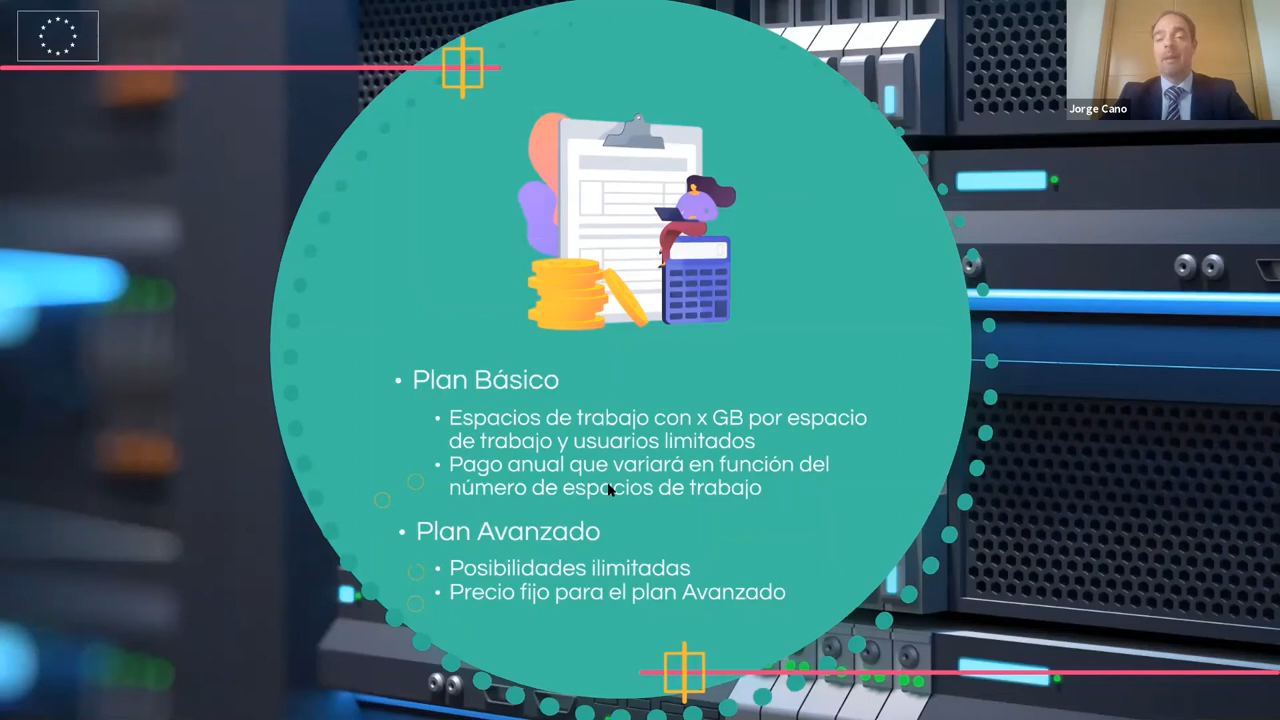 Jorge Cano
• Plan Básico
• Espacios de trabajo con x GB por espacio
de trabajo y usuarios limitados
• Pago anual que variará en función del
número de espacios de trabajo
• Plan Avanzado
• Posibilidades ilimitadas
• Precio fijo para el plan Avanzado